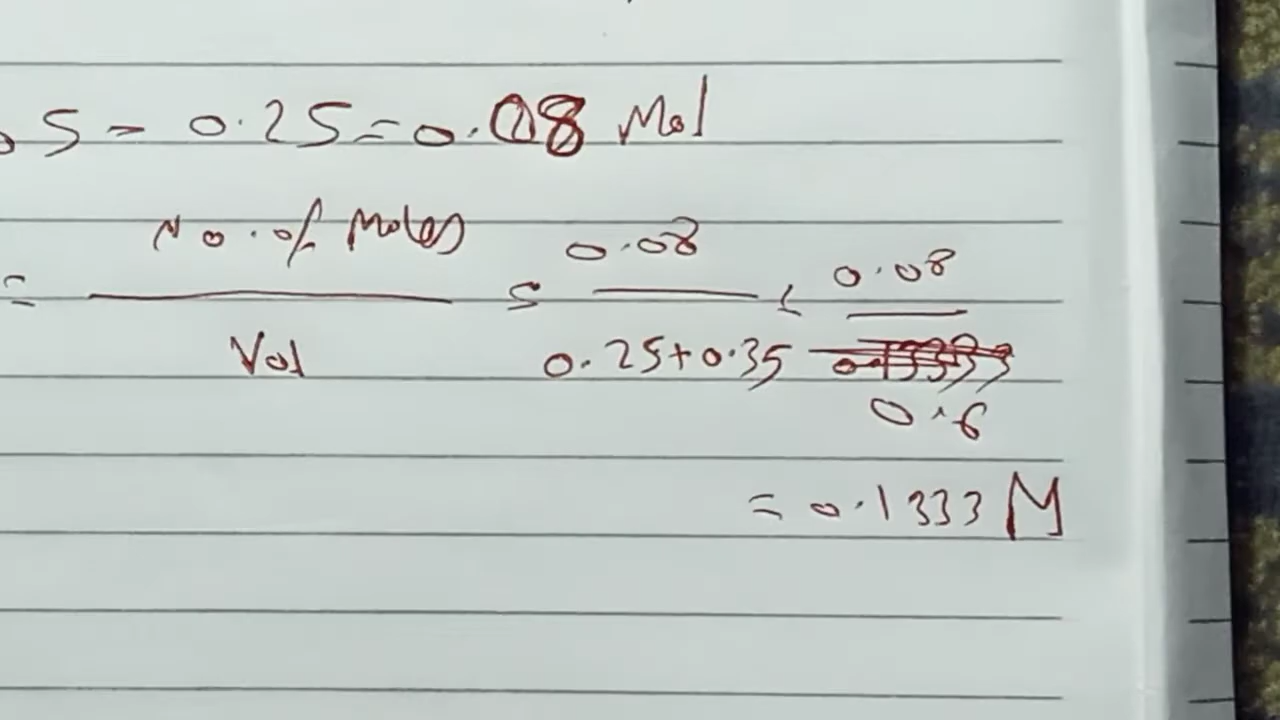 5 - 0.25 = 0.08 Mol
= No. of Moles / Vol = 0.08 / 0.25+0.35 = 0.08 / 0.6
= 0.1333 M